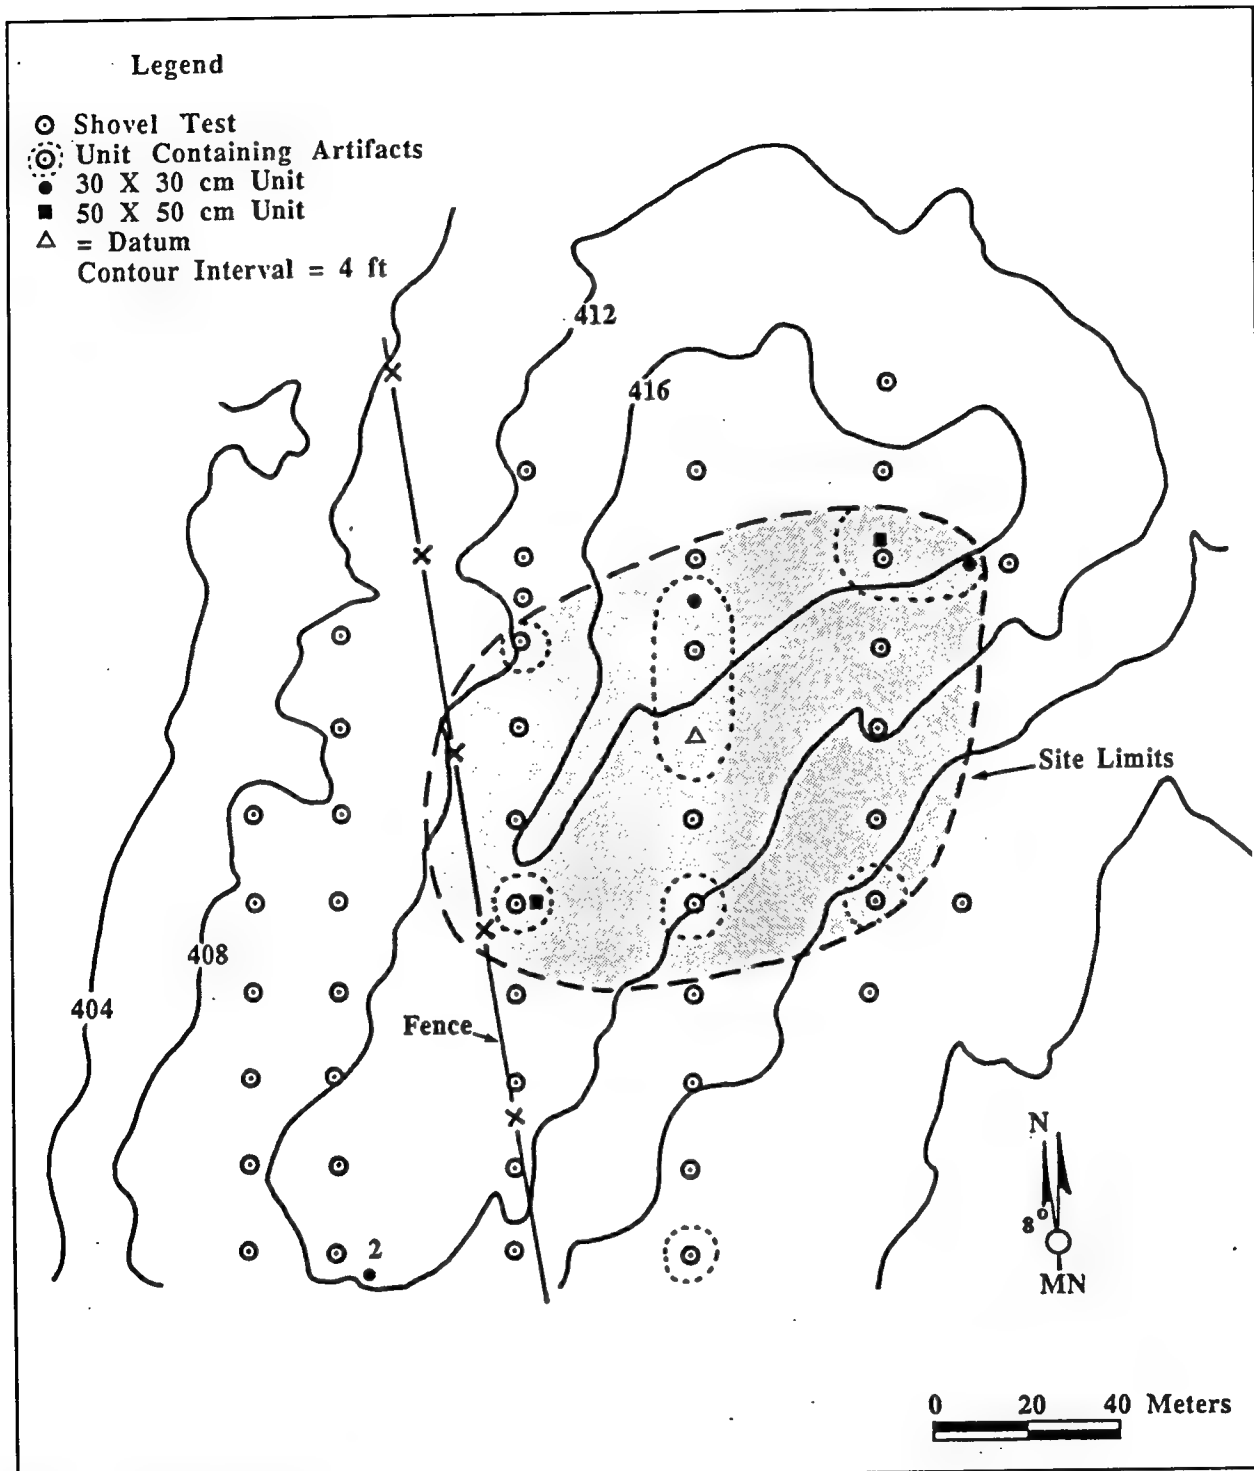 Legend
Shovel Test
Unit Containing Artifacts
30 X 30 cm Unit
50 X 50 cm Unit
= Datum
Contour Interval = 4 ft
412
416
Site Limits
408
404
Fence
N
8°
2
MN
0 20 40 Meters